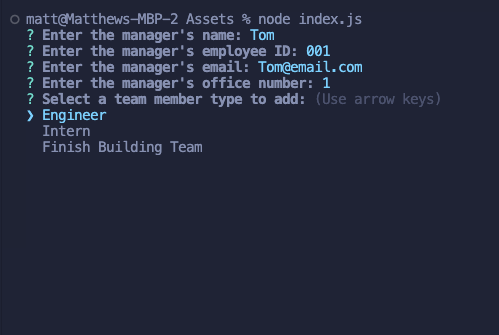 matt@Matthews-MBP-2 Assets % node index.js
? Enter the manager's name: Tom
? Enter the manager's employee ID: 001
? Enter the manager's email: Tom@email.com
? Enter the manager's office number: 1
? Select a team member type to add: (Use arrow keys)
❯ Engineer
Intern
Finish Building Team